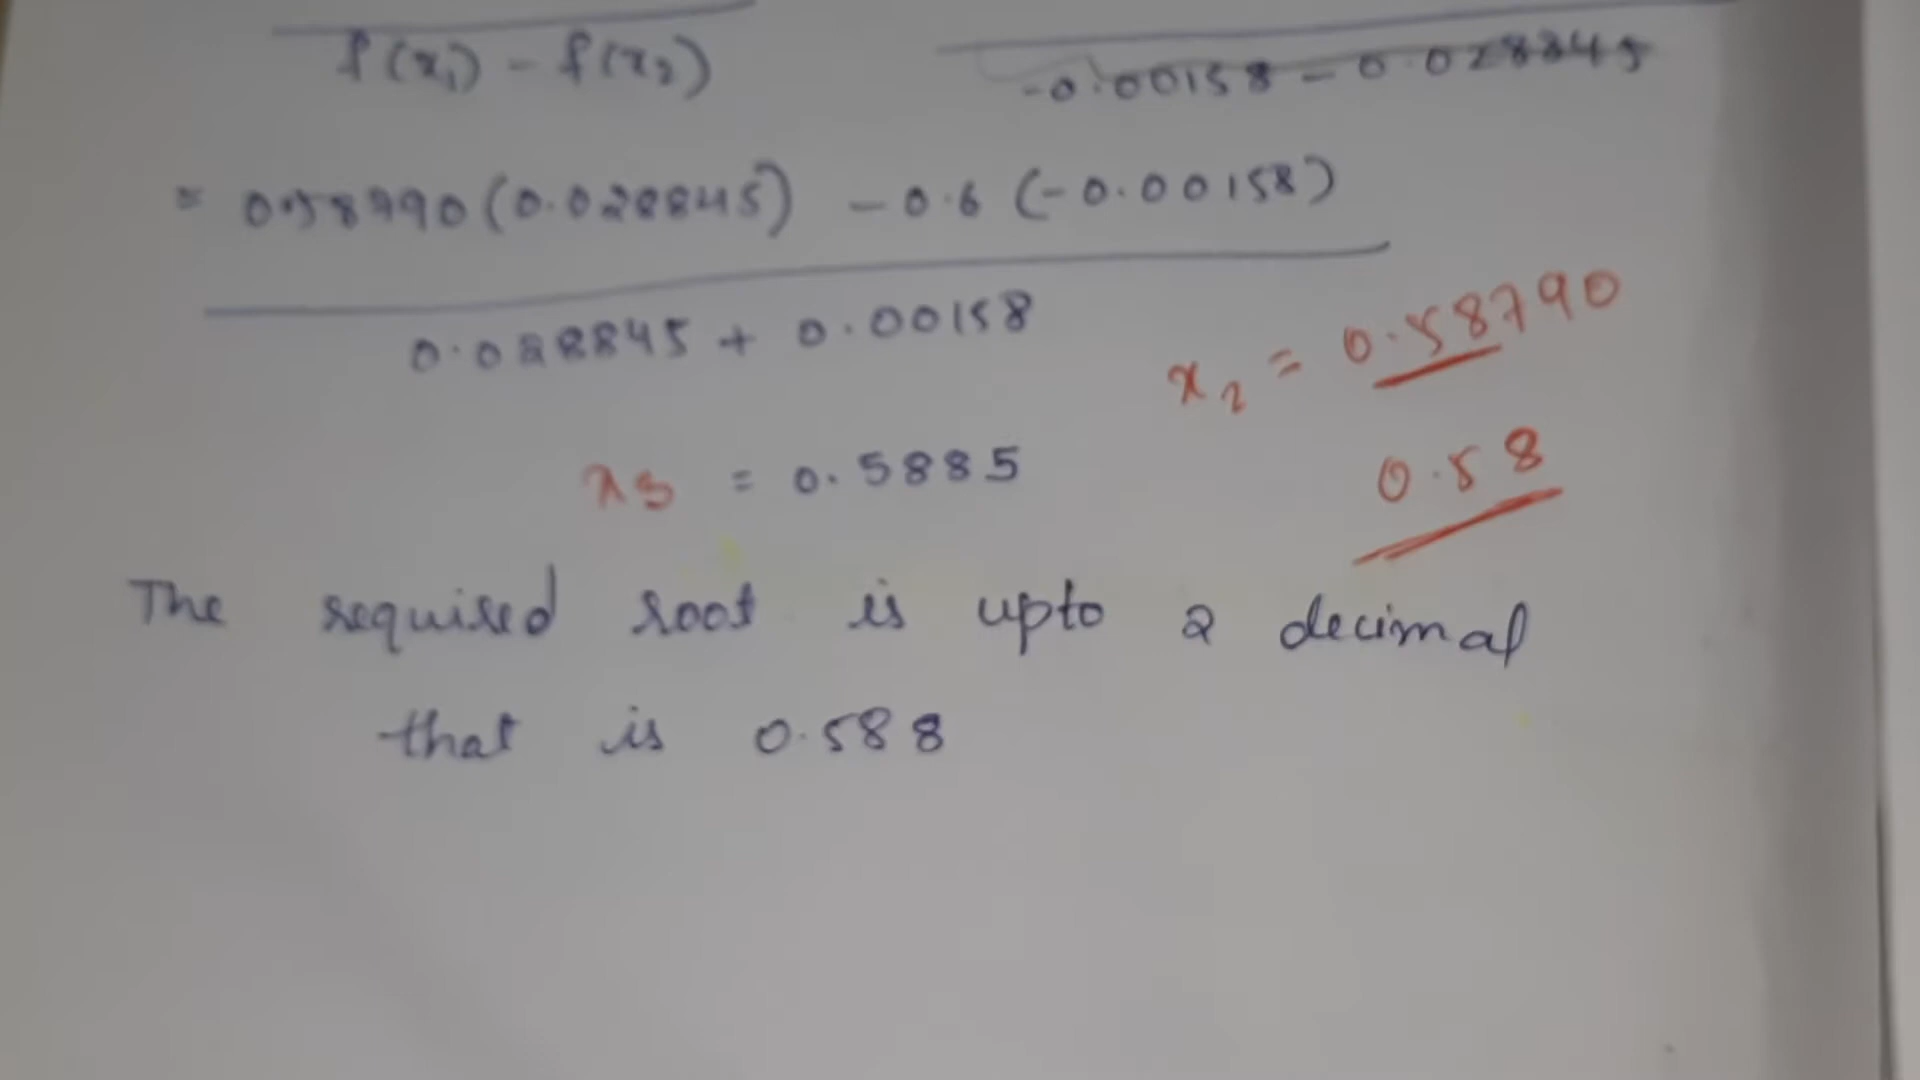 f(x₁) - f(x₂)
-0.00158 - 0.028845
= 0.58790(0.028845) - 0.6 (-0.00158)
0.028845 + 0.00158
x₂ = 0.58790
x3 = 0.5885
0.58
The required root is upto 2 decimal
that is 0.588